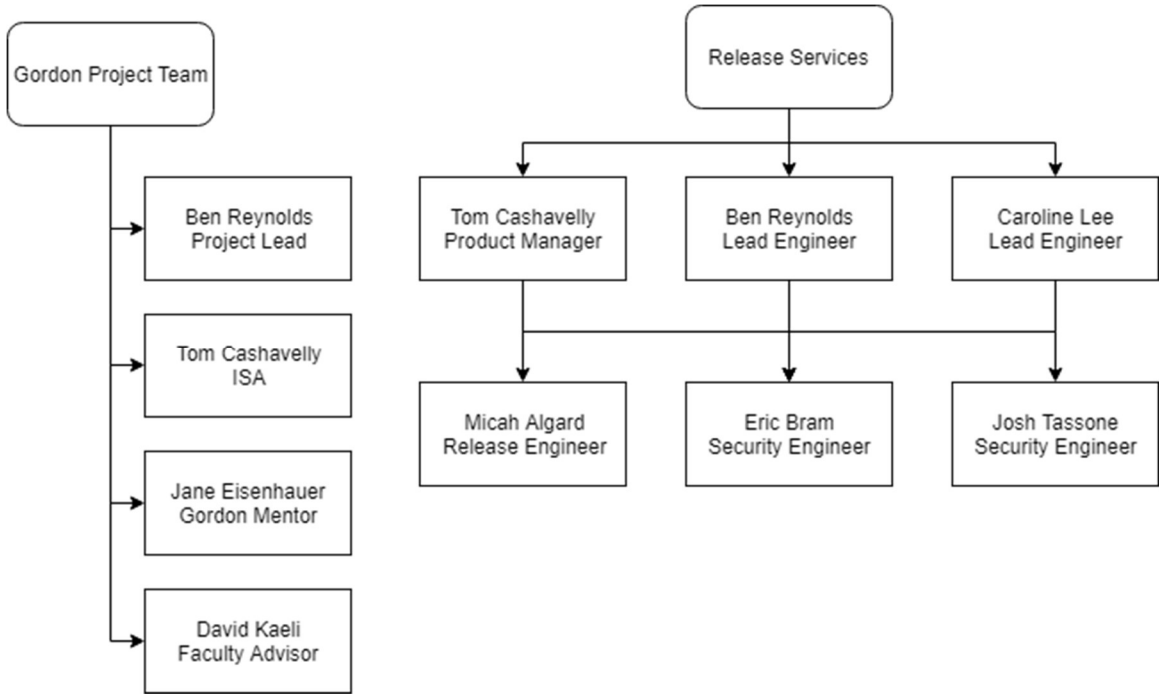 Gordon Project Team
Ben Reynolds
Project Lead
Tom Cashavelly
ISA
Jane Eisenhauer
Gordon Mentor
David Kaeli
Faculty Advisor
Release Services
Tom Cashavelly
Product Manager
Ben Reynolds
Lead Engineer
Caroline Lee
Lead Engineer
Micah Algard
Release Engineer
Eric Bram
Security Engineer
Josh Tassone
Security Engineer